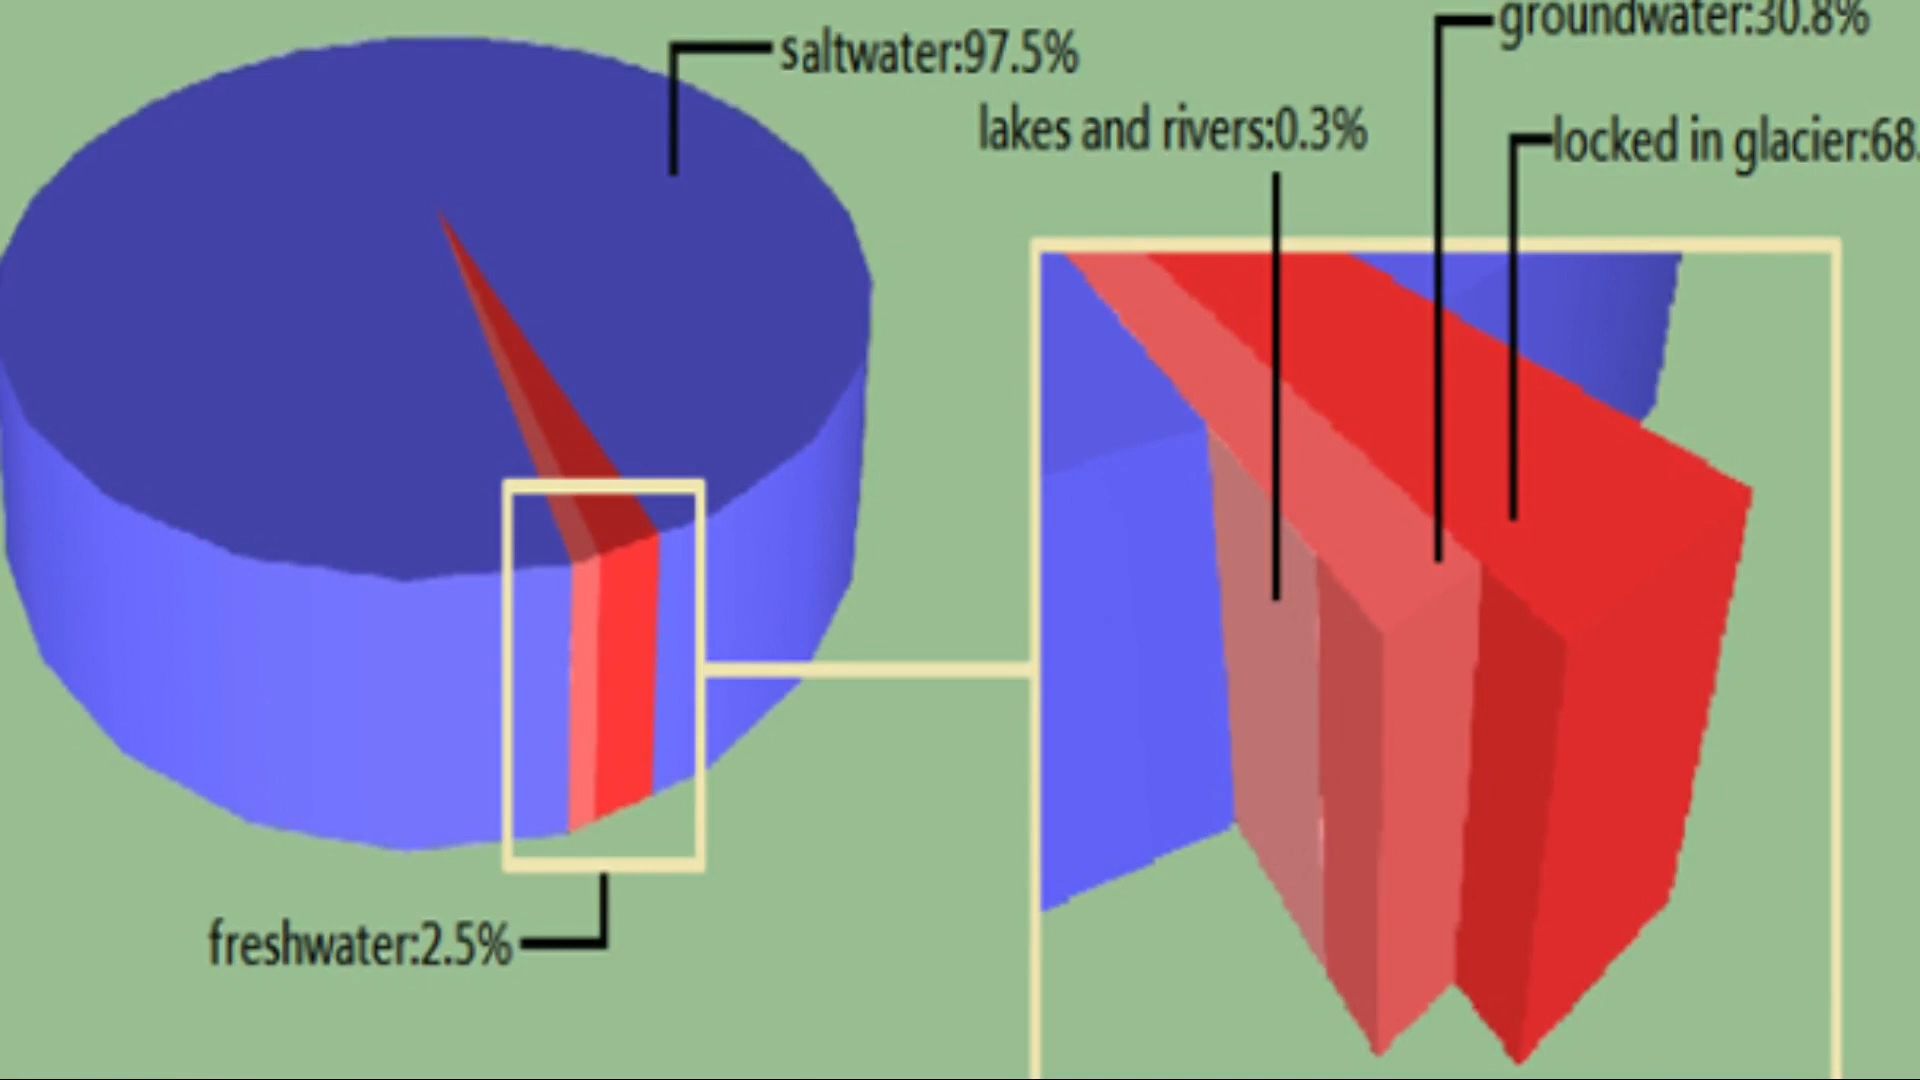 groundwater:30.8%
saltwater:97.5%
lakes and rivers:0.3%
locked in glacier:68.
freshwater:2.5%